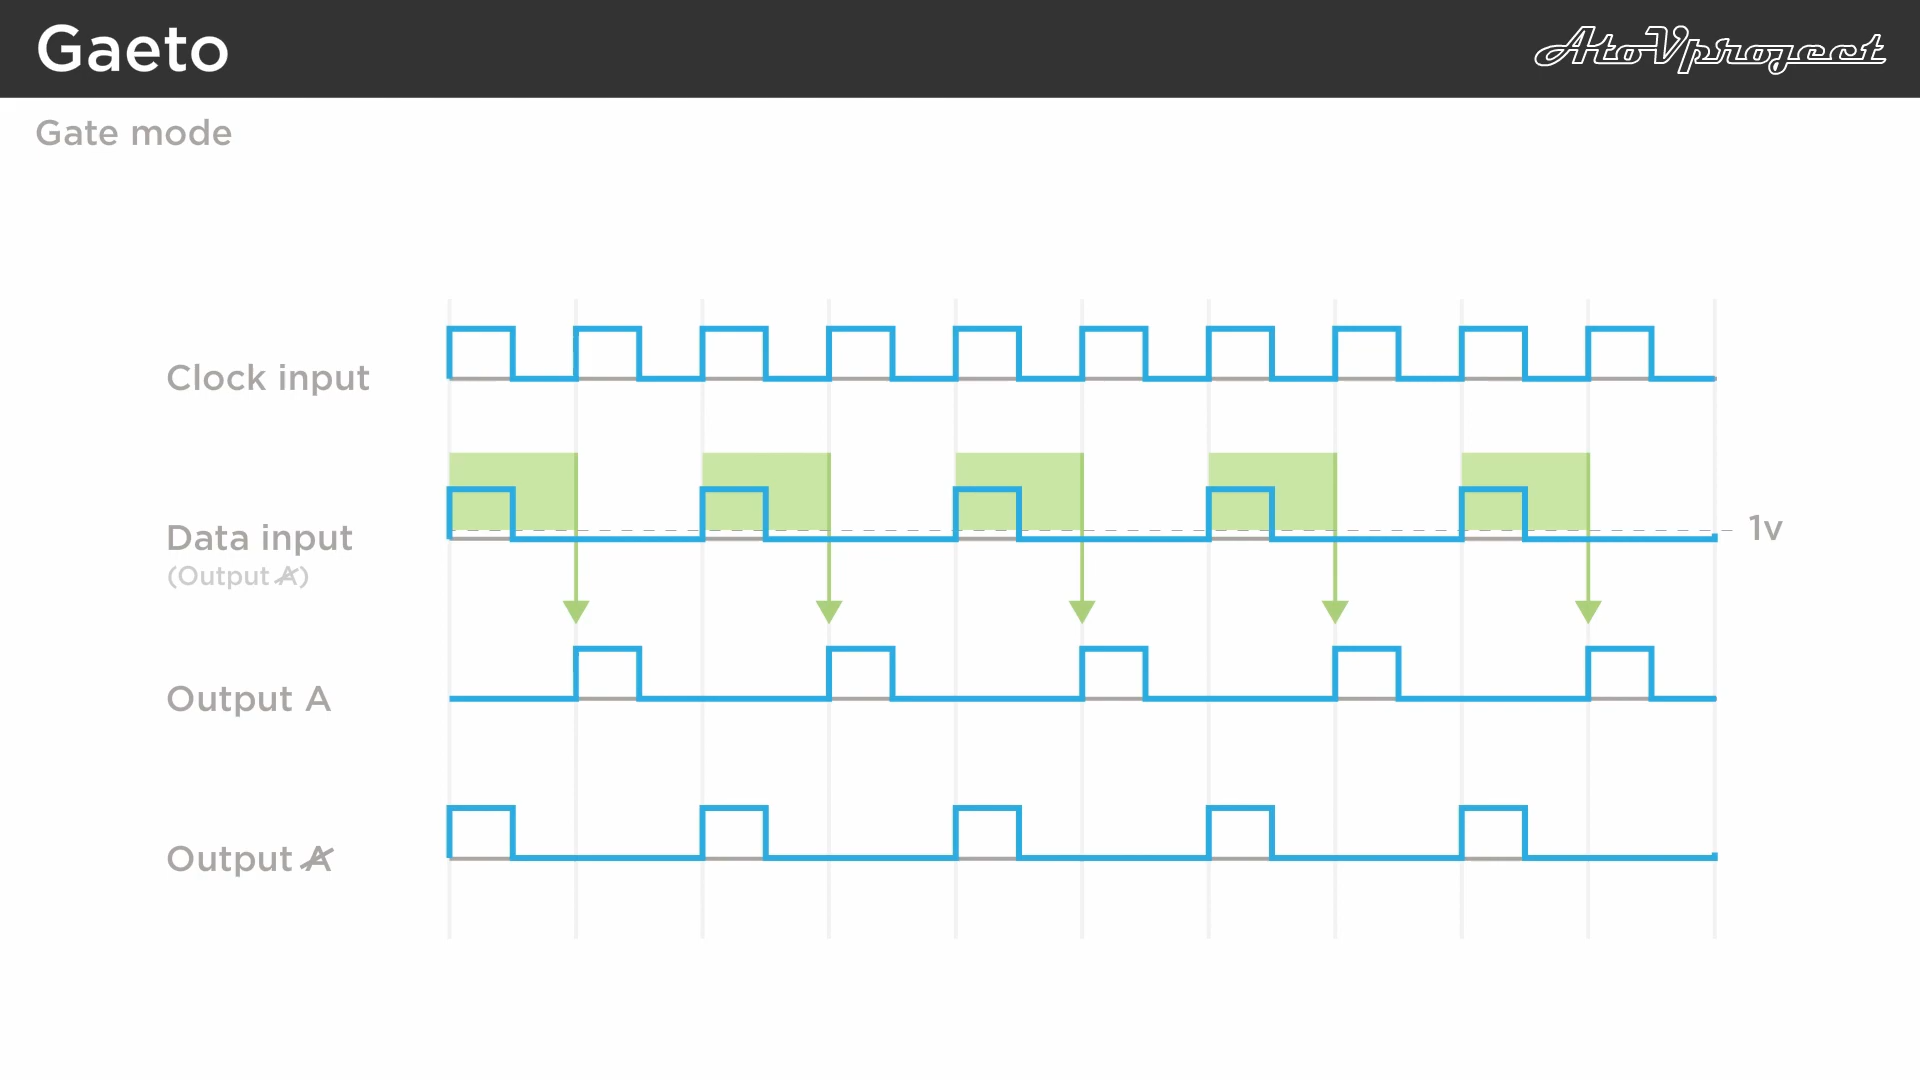 Gaeto
AtoVproject
Gate mode
Clock input
Data input
(Output A̸)
1v
Output A
Output A̸